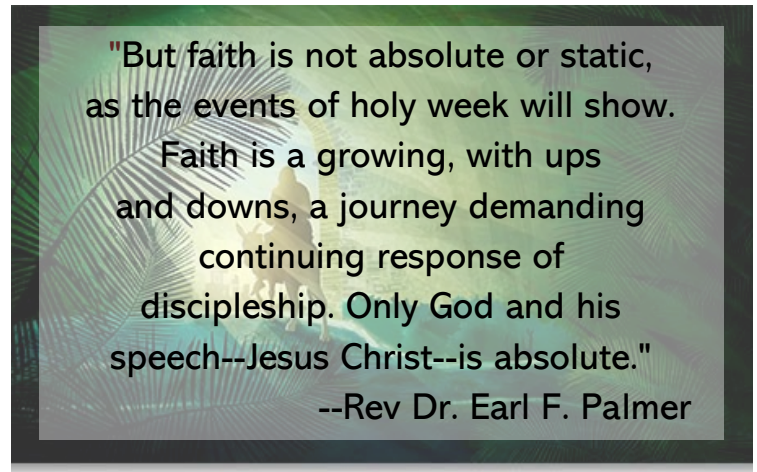 "But faith is not absolute or static,
as the events of holy week will show.
Faith is a growing, with ups
and downs, a journey demanding
continuing response of
discipleship. Only God and his
speech--Jesus Christ--is absolute."
--Rev Dr. Earl F. Palmer